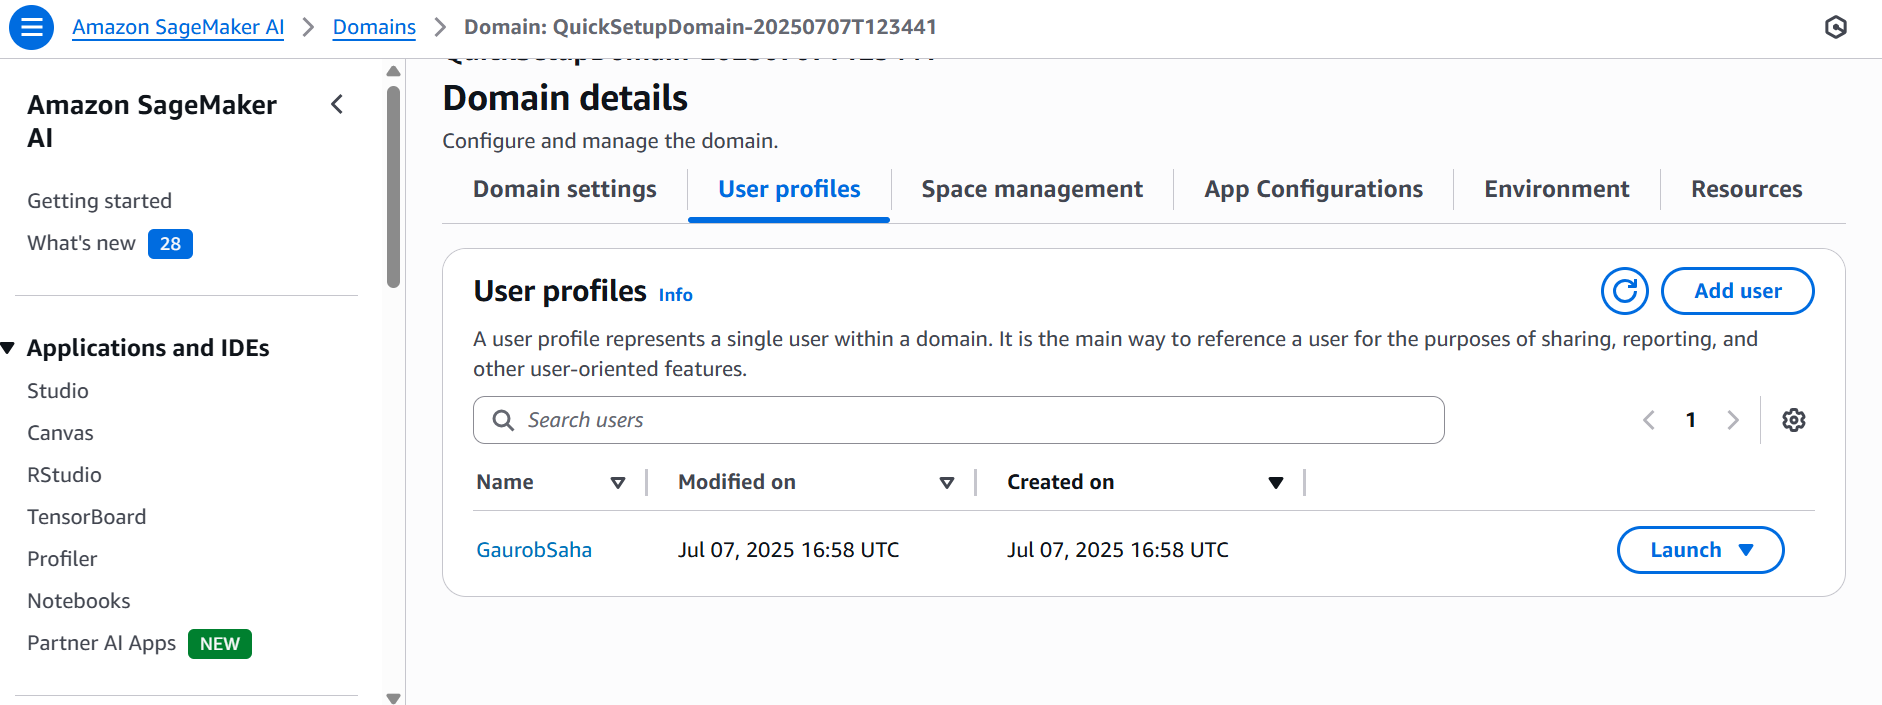 Amazon SageMaker AI > Domains > Domain: QuickSetupDomain-20250707T123441
Amazon SageMaker
AI
Getting started
What's new 28
Applications and IDEs
Studio
Canvas
RStudio
TensorBoard
Profiler
Notebooks
Partner AI Apps NEW
QuickSetupDomain-20250707T123441
Domain details
Configure and manage the domain.
Domain settings User profiles Space management App Configurations Environment Resources
User profiles Info
Add user
A user profile represents a single user within a domain. It is the main way to reference a user for the purposes of sharing, reporting, and
other user-oriented features.
Search users
1
Name Modified on Created on
GaurobSaha Jul 07, 2025 16:58 UTC Jul 07, 2025 16:58 UTC Launch